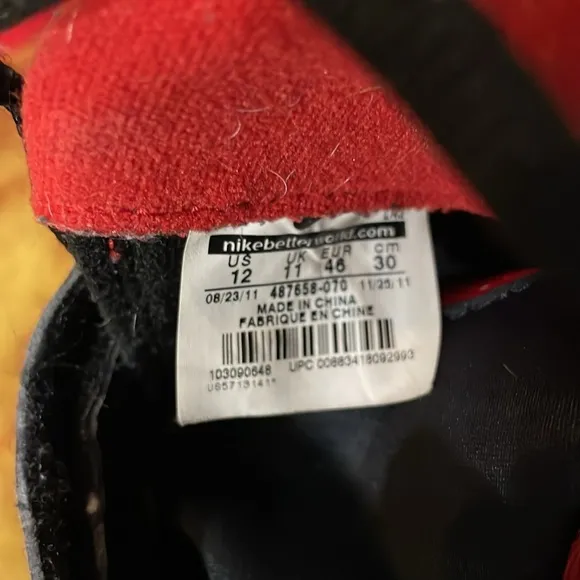 nikebetterworld.com
US UK EUR cm
12 11 46 30
08/23/11 487658-070 11/25/11
MADE IN CHINA
FABRIQUE EN CHINE
103090648 UPC 00883418092993